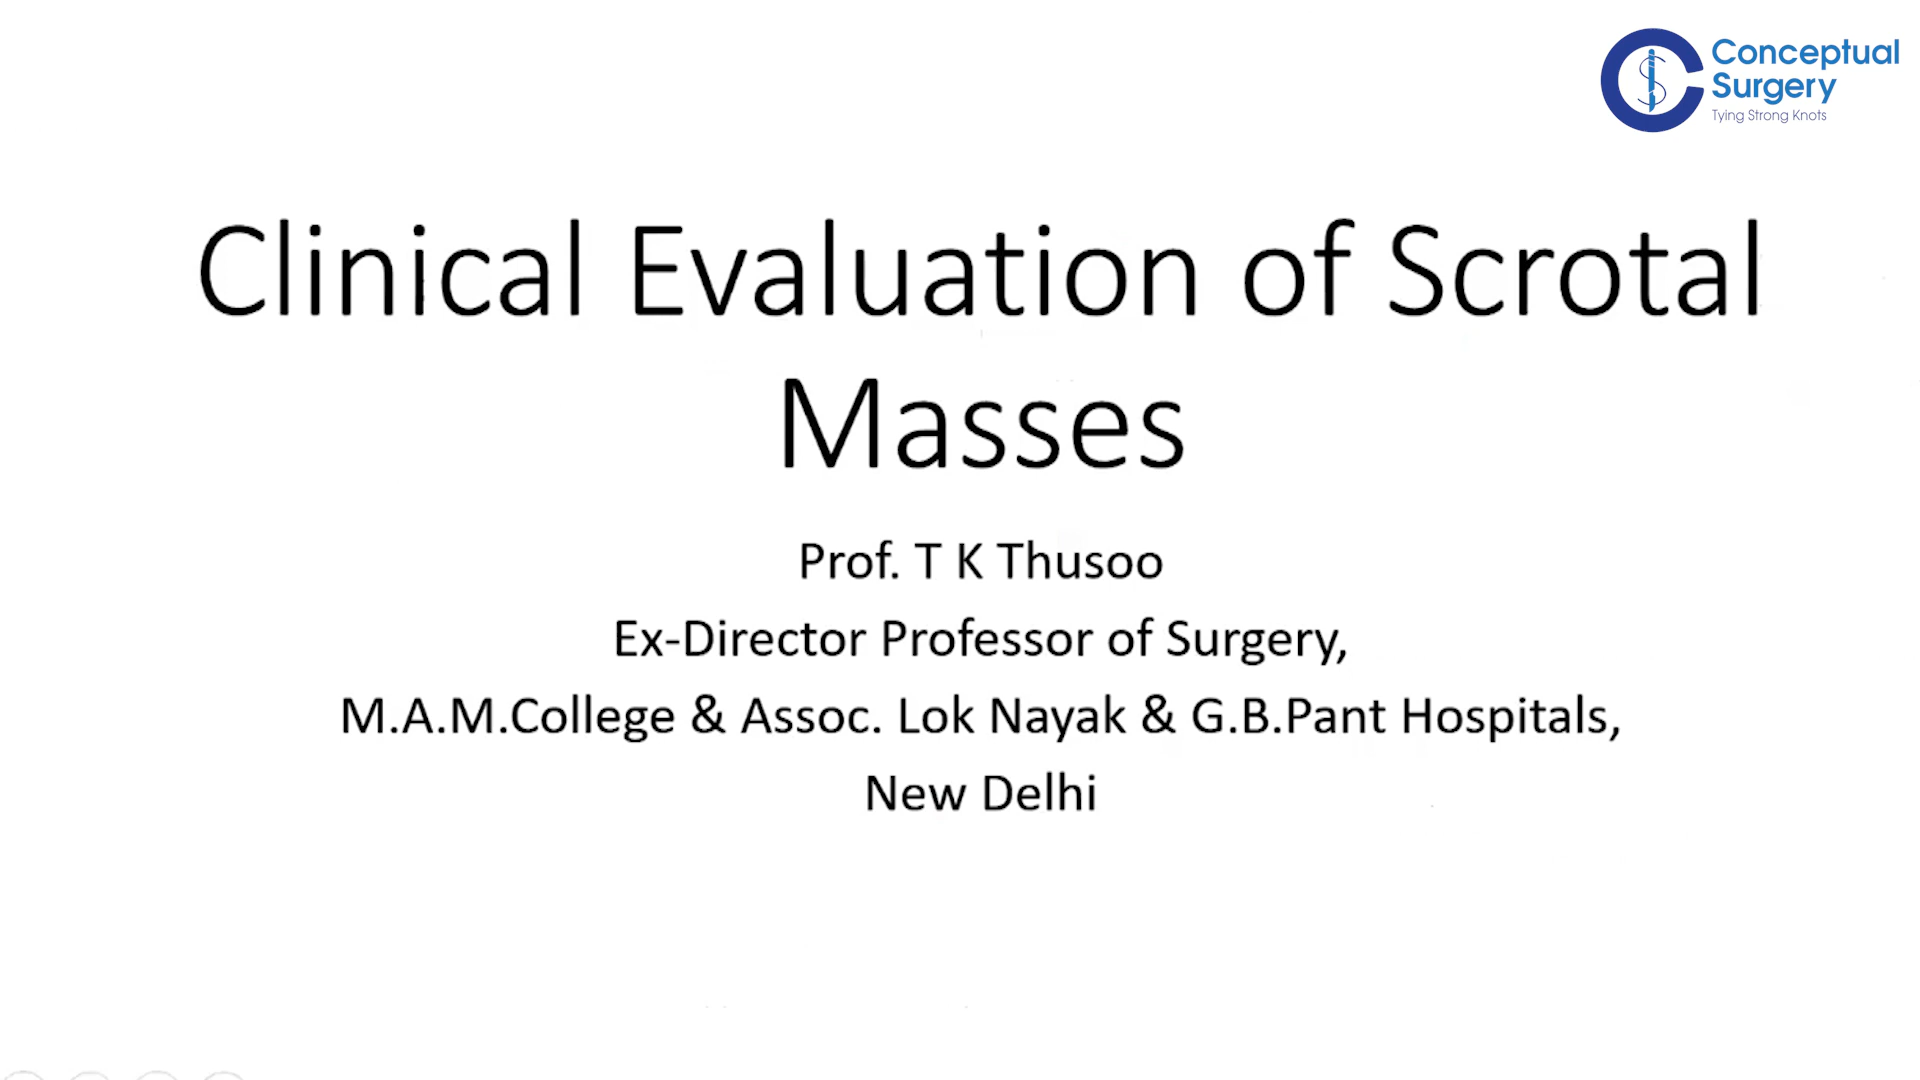 Conceptual
Surgery
Tying Strong Knots
Clinical Evaluation of Scrotal
Masses
Prof. T K Thusoo
Ex-Director Professor of Surgery,
M.A.M.College & Assoc. Lok Nayak & G.B.Pant Hospitals,
New Delhi